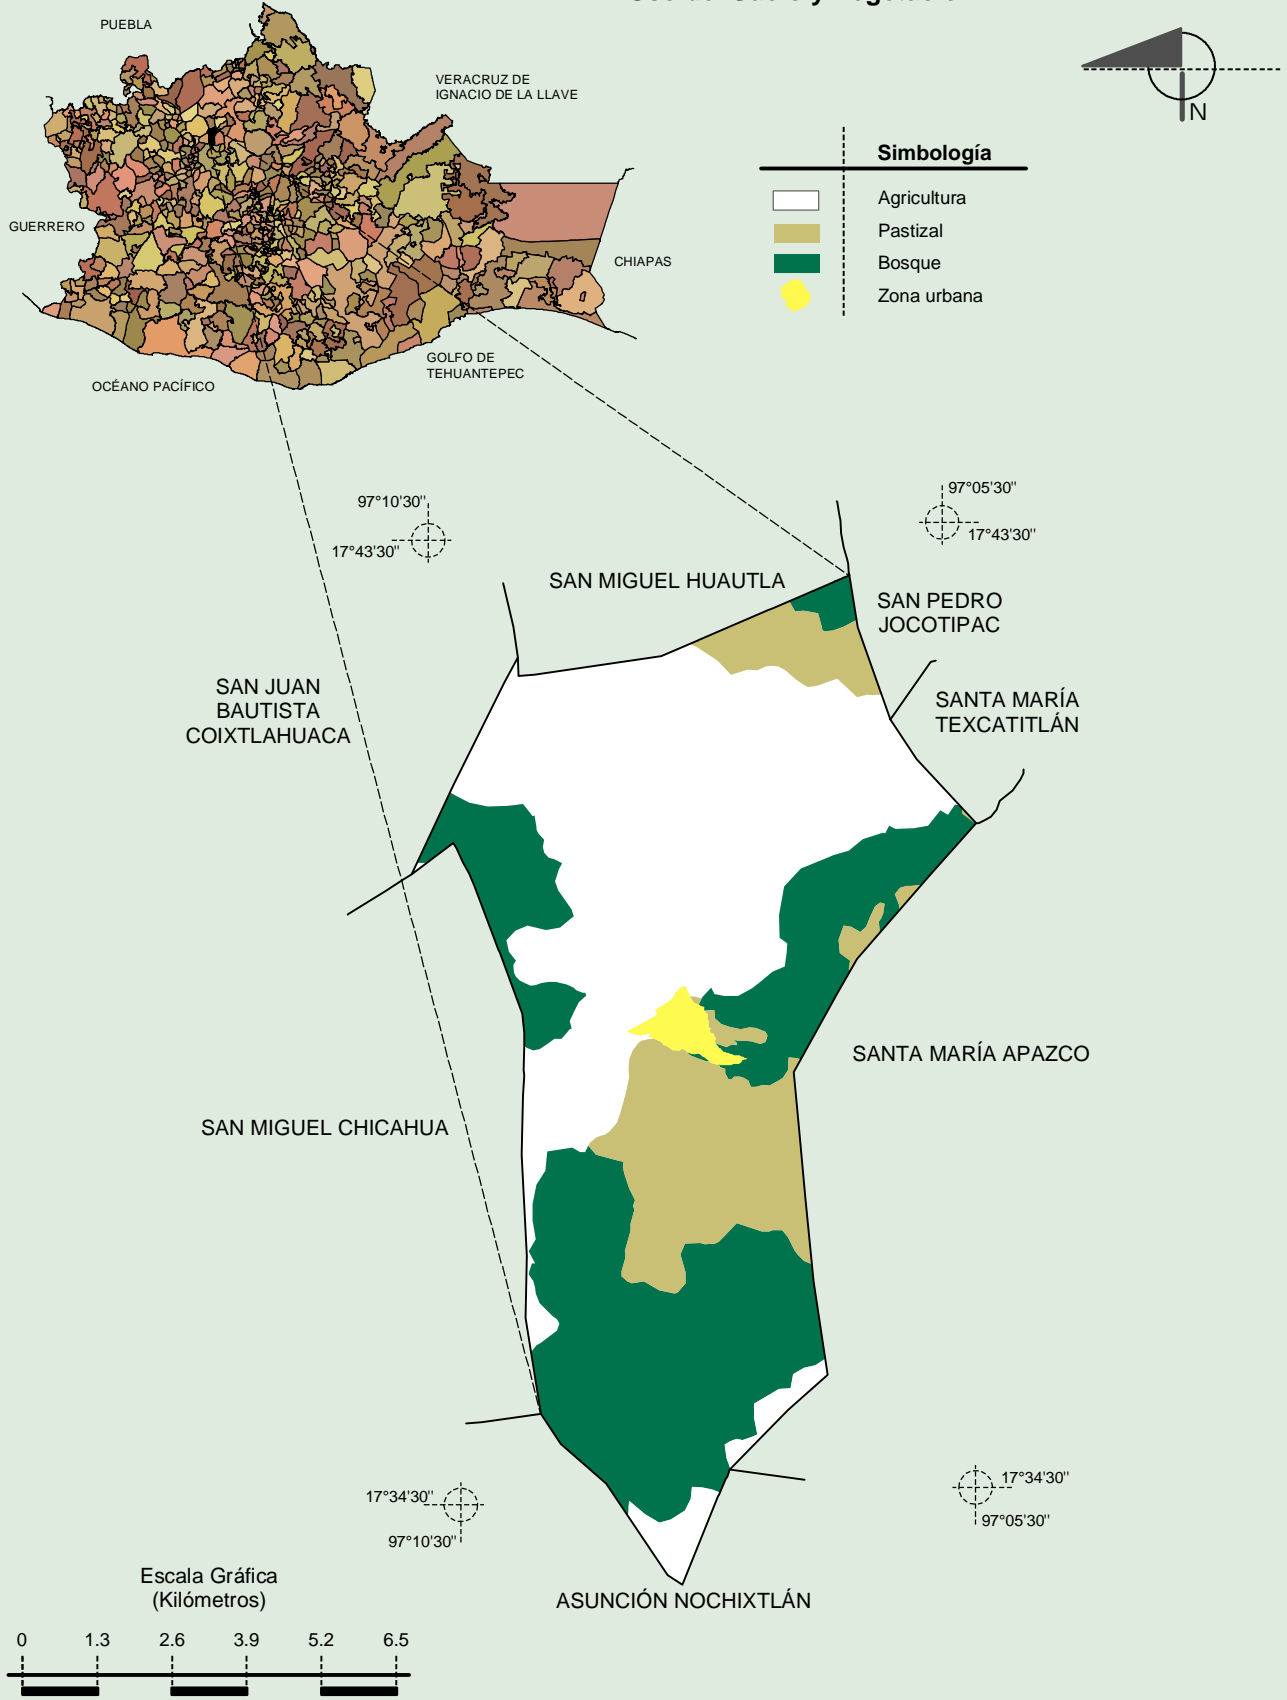 PUEBLA
VERACRUZ DE
IGNACIO DE LA LLAVE
GUERRERO
CHIAPAS
GOLFO DE
TEHUANTEPEC
OCÉANO PACÍFICO
N
Simbología
Agricultura
Pastizal
Bosque
Zona urbana
97°10'30"
17°43'30"
97°05'30"
17°43'30"
SAN MIGUEL HUAUTLA
SAN PEDRO
JOCOTIPAC
SAN JUAN
BAUTISTA
COIXTLAHUACA
SANTA MARÍA
TEXCATITLÁN
SANTA MARÍA APAZCO
SAN MIGUEL CHICAHUA
17°34'30"
97°10'30"
17°34'30"
97°05'30"
ASUNCIÓN NOCHIXTLÁN
Escala Gráfica
(Kilómetros)
0 1.3 2.6 3.9 5.2 6.5